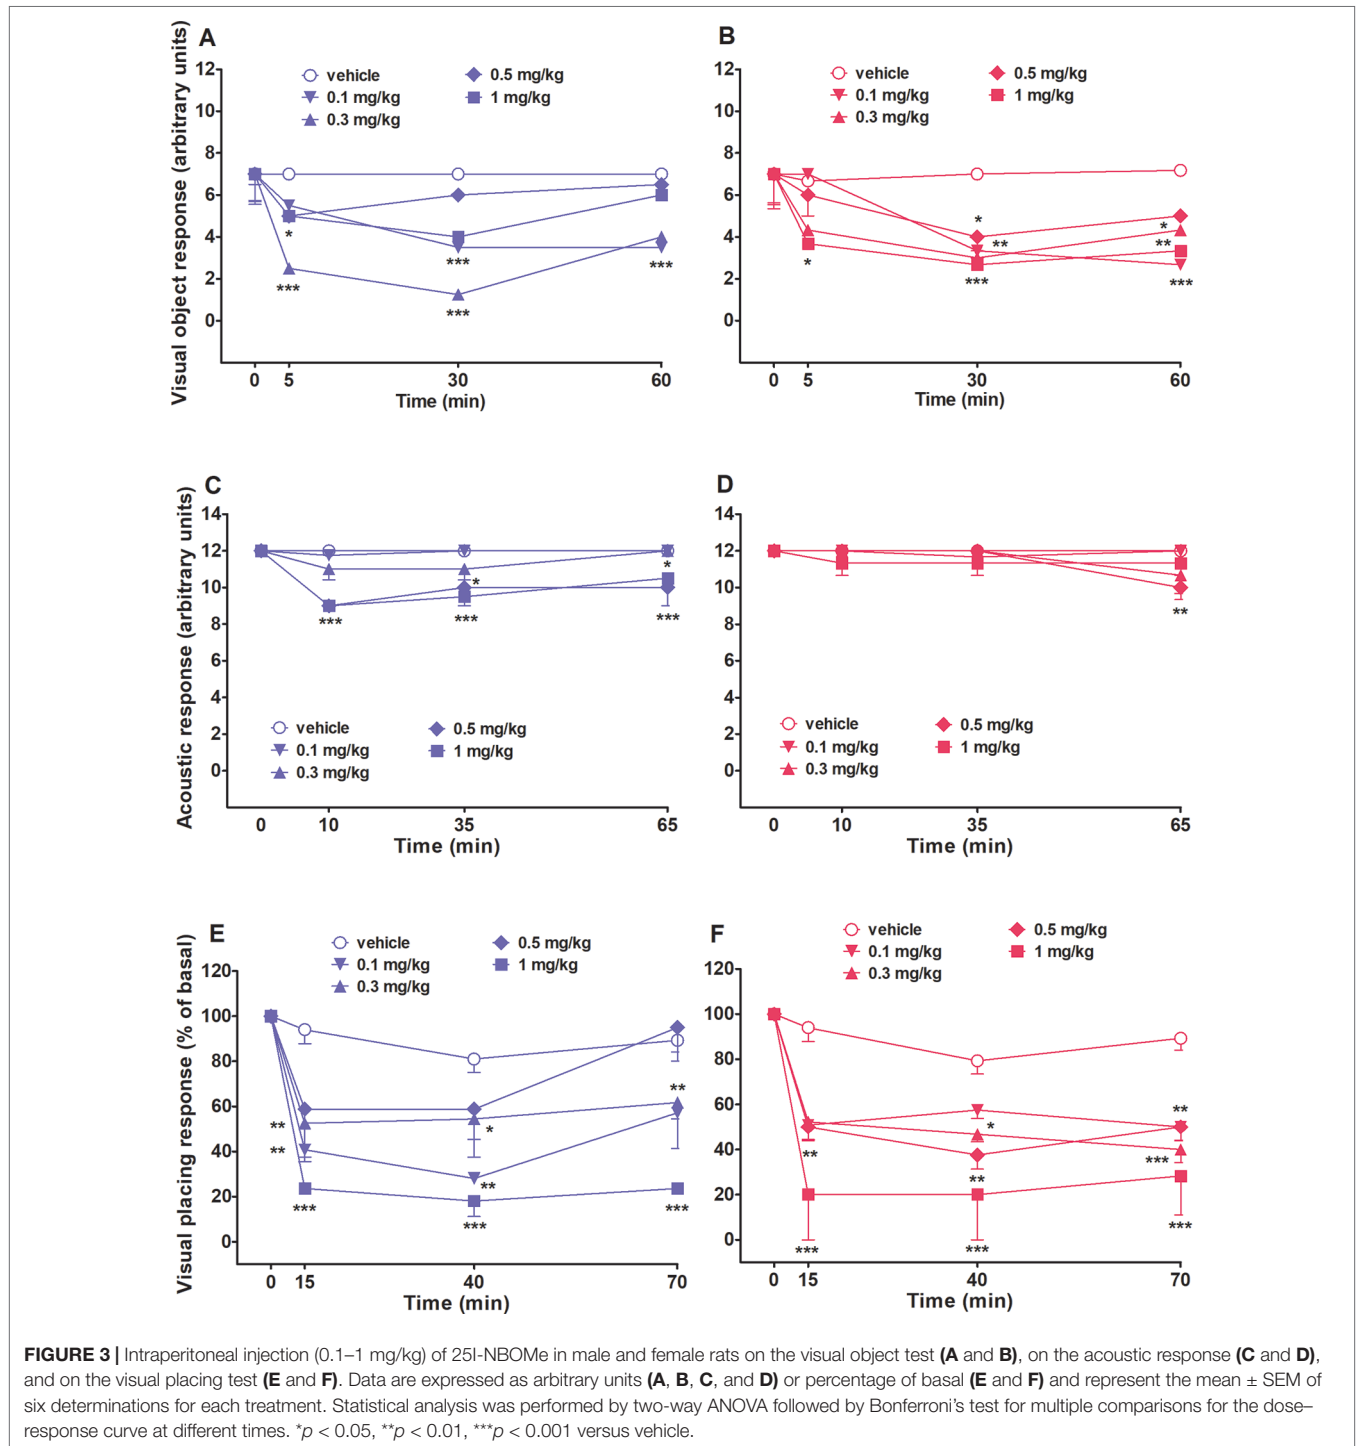 A
Visual object response (arbitrary units)
vehicle
0.1 mg/kg
0.3 mg/kg
0.5 mg/kg
1 mg/kg
12
10
8
6
4
2
0
*
***
***
***
***
0 5 30 60
Time (min)
B
vehicle
0.1 mg/kg
0.3 mg/kg
0.5 mg/kg
1 mg/kg
12
10
8
6
4
2
0
*
*
**
***
*
**
***
0 5 30 60
Time (min)
C
Acoustic response (arbitrary units)
14
12
10
8
6
4
2
0
***
*
***
*
***
vehicle
0.1 mg/kg
0.3 mg/kg
0.5 mg/kg
1 mg/kg
0 10 35 65
Time (min)
D
14
12
10
8
6
4
2
0
**
vehicle
0.1 mg/kg
0.3 mg/kg
0.5 mg/kg
1 mg/kg
0 10 35 65
Time (min)
E
Visual placing response (% of basal)
vehicle
0.1 mg/kg
0.3 mg/kg
0.5 mg/kg
1 mg/kg
120
100
80
60
40
20
0
**
**
***
*
**
***
**
***
0 15 40 70
Time (min)
F
vehicle
0.1 mg/kg
0.3 mg/kg
0.5 mg/kg
1 mg/kg
120
100
80
60
40
20
0
**
***
*
**
***
**
***
***
0 15 40 70
Time (min)
FIGURE 3 | Intraperitoneal injection (0.1–1 mg/kg) of 25I-NBOMe in male and female rats on the visual object test (A and B), on the acoustic response (C and D),
and on the visual placing test (E and F). Data are expressed as arbitrary units (A, B, C, and D) or percentage of basal (E and F) and represent the mean ± SEM of
six determinations for each treatment. Statistical analysis was performed by two-way ANOVA followed by Bonferroni's test for multiple comparisons for the dose–
response curve at different times. *p < 0.05, **p < 0.01, ***p < 0.001 versus vehicle.